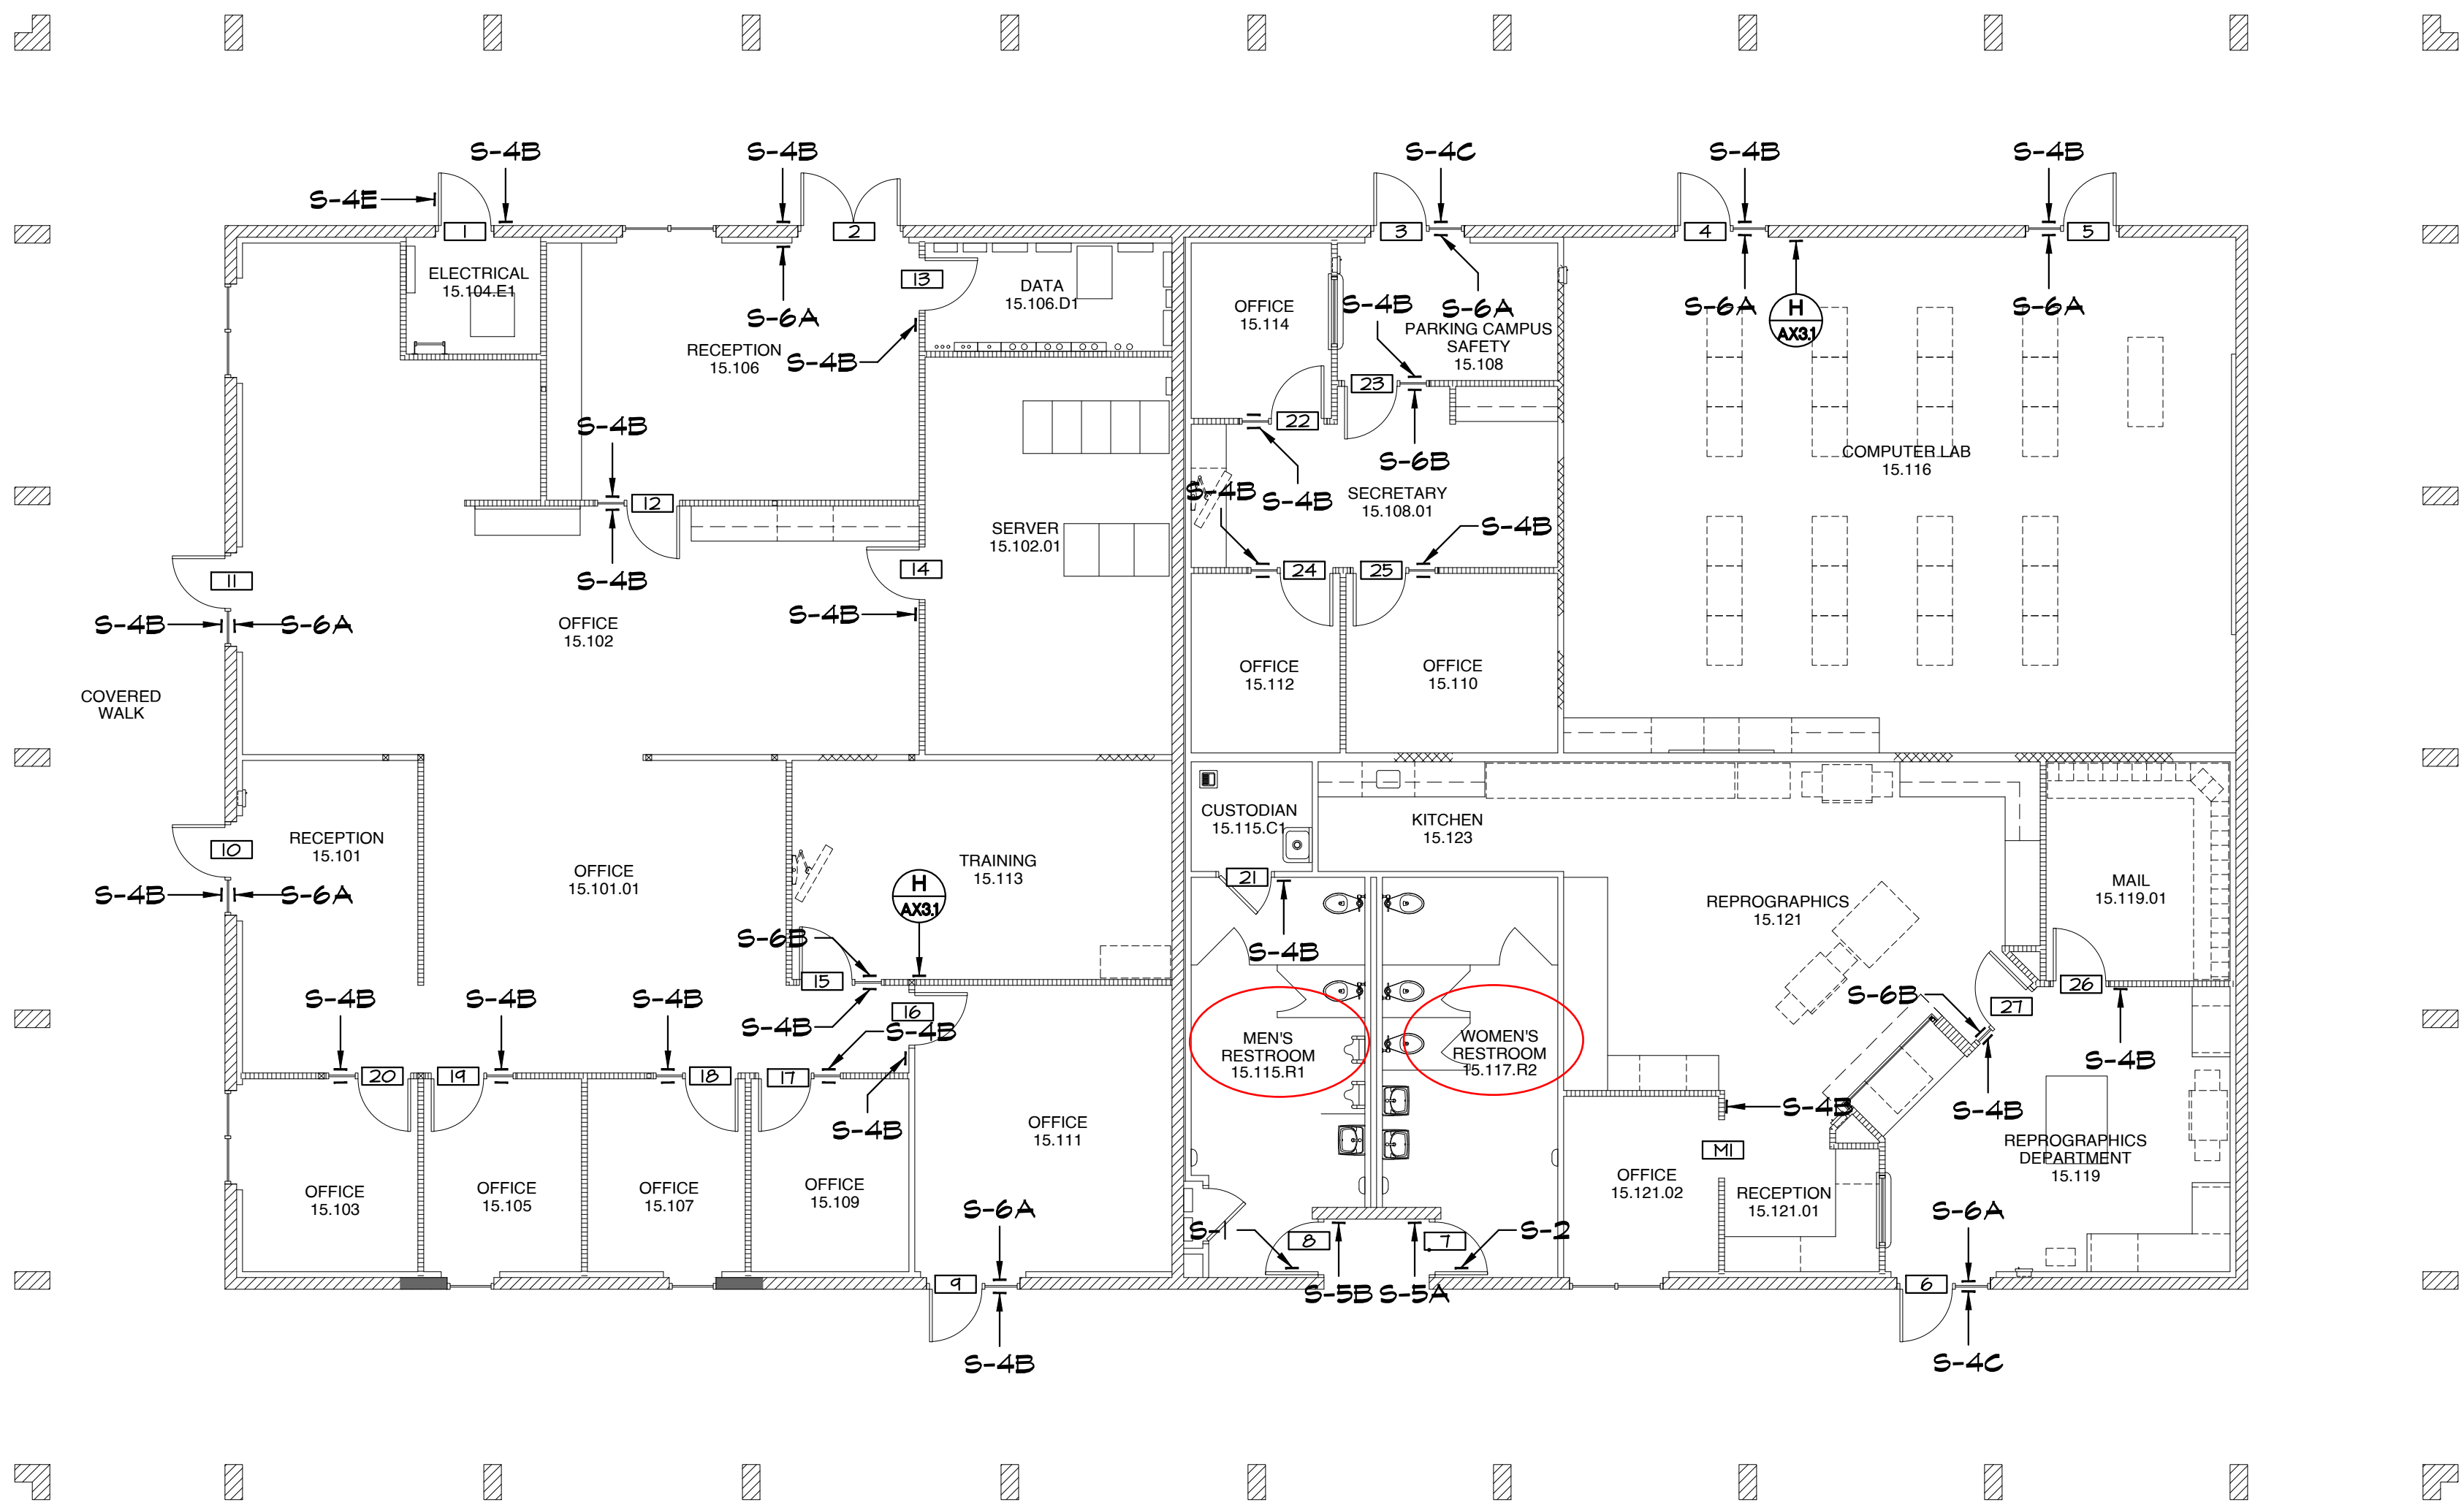 S-4B
S-4B
S-4C
S-4B
S-4B
S-4E
1
2
3
4
5
ELECTRICAL
15.104.E1
13
DATA
15.106.D1
S-6A
RECEPTION
15.106
S-4B
OFFICE
15.114
S-4B
S-6A
PARKING CAMPUS
SAFETY
15.108
S-6A
H
AX3.1
S-6A
23
22
S-4B
S-6B
COMPUTER LAB
15.116
S-4B
S-4B
SECRETARY
15.108.01
12
SERVER
15.102.01
S-4B
11
S-4B
14
24
25
S-4B
S-6A
OFFICE
15.102
S-4B
OFFICE
15.112
OFFICE
15.110
COVERED
WALK
CUSTODIAN
15.115.C1
KITCHEN
15.123
10
RECEPTION
15.101
OFFICE
15.101.01
TRAINING
15.113
21
MAIL
15.119.01
S-4B
S-6A
H
AX3.1
REPROGRAPHICS
15.121
S-6B
S-4B
15
S-4B
S-4B
S-4B
S-4B
16
S-4B
S-6B
27
26
MEN'S
RESTROOM
15.115.R1
WOMEN'S
RESTROOM
15.117.R2
S-4B
20
19
18
17
S-4B
S-4B
S-4B
OFFICE
15.111
M1
REPROGRAPHICS
DEPARTMENT
15.119
OFFICE
15.103
OFFICE
15.105
OFFICE
15.107
OFFICE
15.109
OFFICE
15.121.02
RECEPTION
15.121.01
S-6A
S-1
8
7
S-2
S-6A
9
S-5B
S-5A
6
S-4B
S-4C